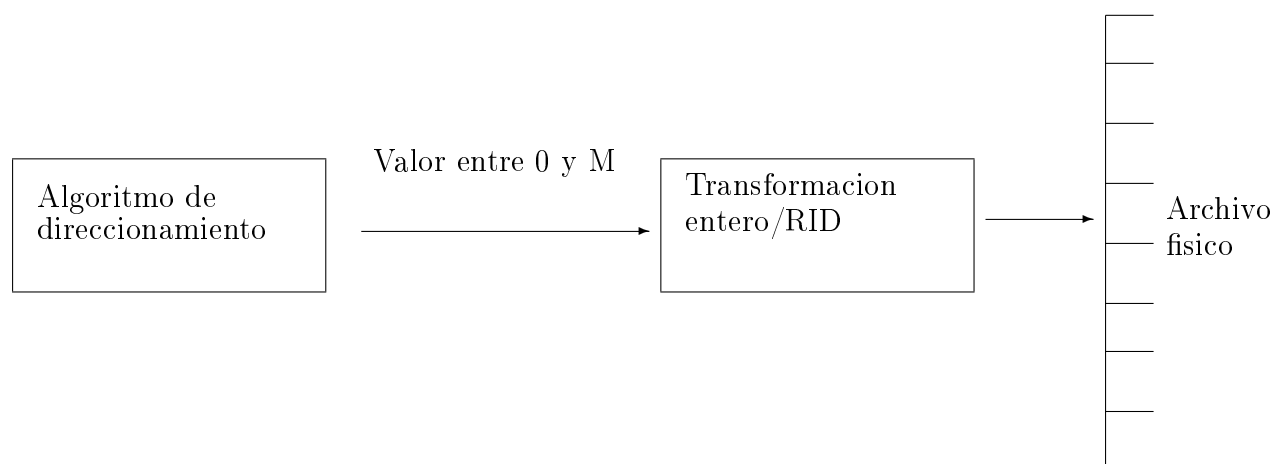 Algoritmo de
direccionamiento
Valor entre 0 y M
Transformacion
entero/RID
Archivo
fisico